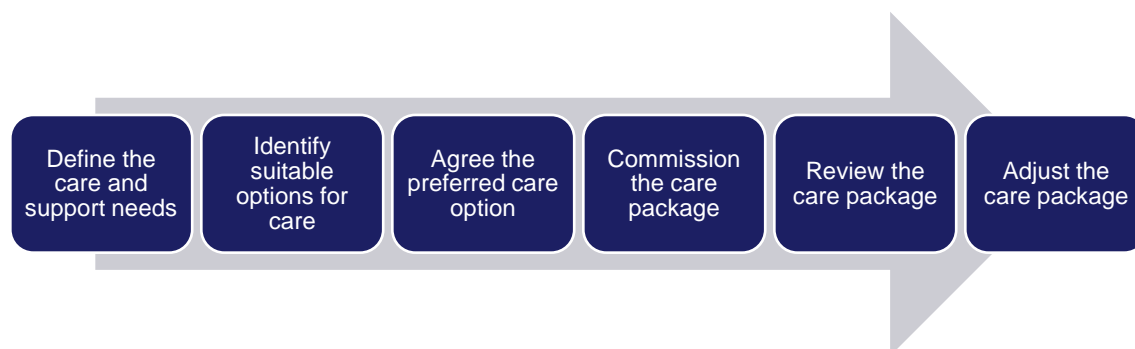 Define the
care and
support needs
Identify
suitable
options for
care
Agree the
preferred care
option
Commission
the care
package
Review the
care package
Adjust the
care package